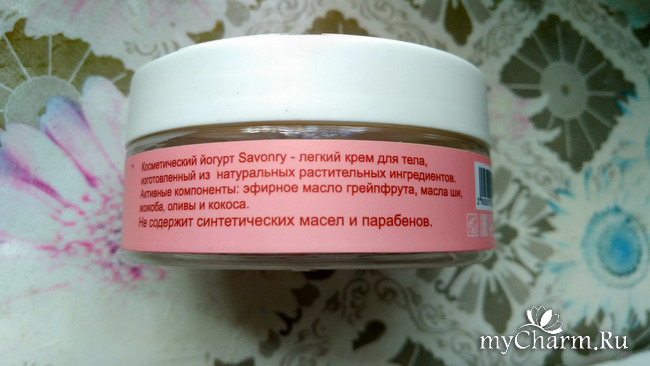 Косметический йогурт Savonry - легкий крем для тела,
изготовленный из натуральных растительных ингредиентов.
Активные компоненты: эфирное масло грейпфрута, масла ши,
жожоба, оливы и кокоса.
Не содержит синтетических масел и парабенов.
myCharm.Ru